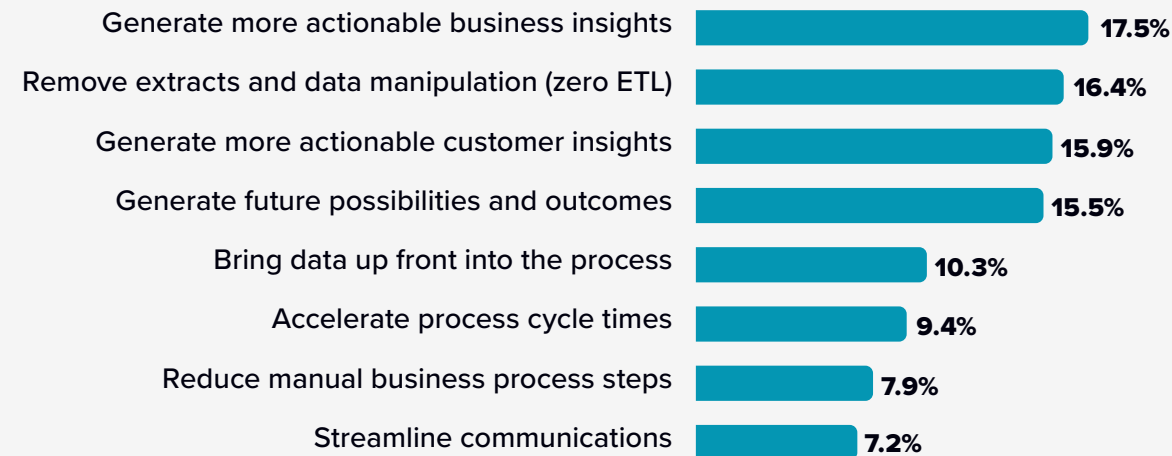 Generate more actionable business insights 17.5%
Remove extracts and data manipulation (zero ETL) 16.4%
Generate more actionable customer insights 15.9%
Generate future possibilities and outcomes 15.5%
Bring data up front into the process 10.3%
Accelerate process cycle times 9.4%
Reduce manual business process steps 7.9%
Streamline communications 7.2%